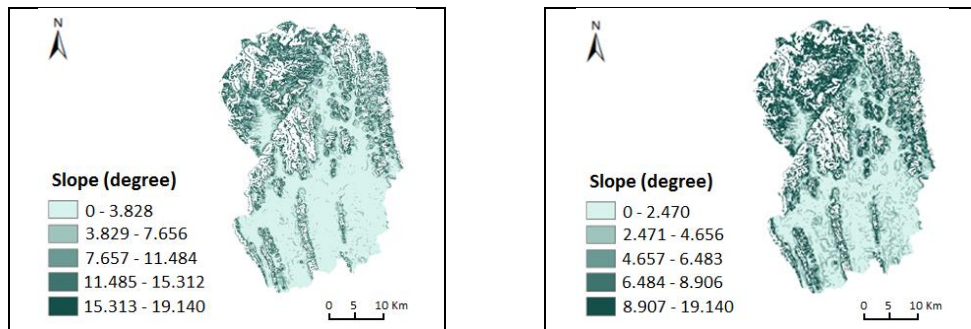 N
Slope (degree)
0 - 3.828
3.829 - 7.656
7.657 - 11.484
11.485 - 15.312
15.313 - 19.140
0 5 10 Km
N
Slope (degree)
0 - 2.470
2.471 - 4.656
4.657 - 6.483
6.484 - 8.906
8.907 - 19.140
0 5 10 Km